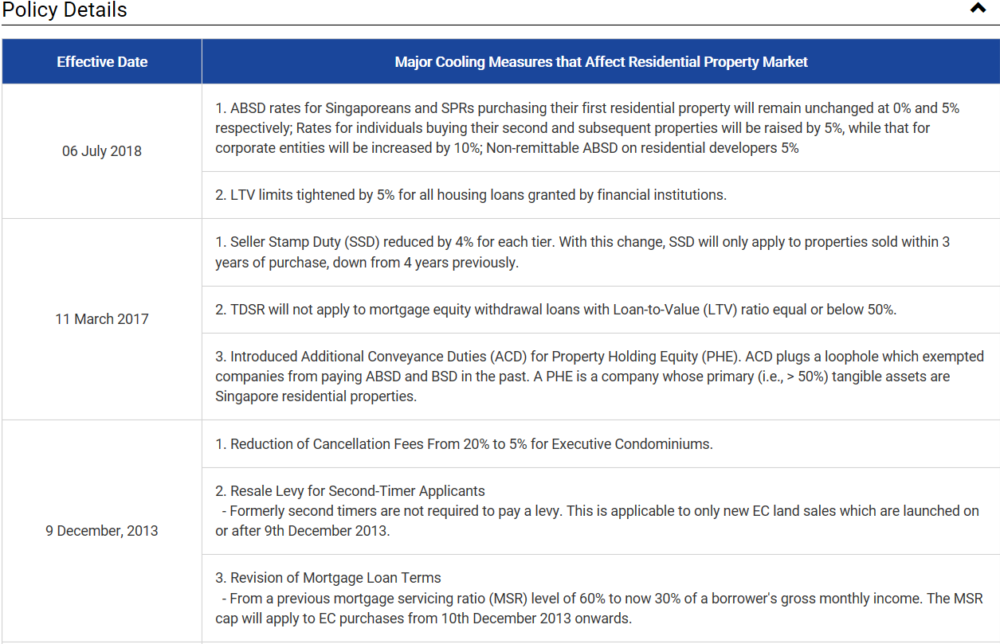 Policy Details
Effective Date
Major Cooling Measures that Affect Residential Property Market
06 July 2018
1. ABSD rates for Singaporeans and SPRs purchasing their first residential property will remain unchanged at 0% and 5%
respectively; Rates for individuals buying their second and subsequent properties will be raised by 5%, while that for
corporate entities will be increased by 10%; Non-remittable ABSD on residential developers 5%
2. LTV limits tightened by 5% for all housing loans granted by financial institutions.
11 March 2017
1. Seller Stamp Duty (SSD) reduced by 4% for each tier. With this change, SSD will only apply to properties sold within 3
years of purchase, down from 4 years previously.
2. TDSR will not apply to mortgage equity withdrawal loans with Loan-to-Value (LTV) ratio equal or below 50%.
3. Introduced Additional Conveyance Duties (ACD) for Property Holding Equity (PHE). ACD plugs a loophole which exempted
companies from paying ABSD and BSD in the past. A PHE is a company whose primary (i.e., > 50%) tangible assets are
Singapore residential properties.
9 December, 2013
1. Reduction of Cancellation Fees From 20% to 5% for Executive Condominiums.
2. Resale Levy for Second-Timer Applicants
- Formerly second timers are not required to pay a levy. This is applicable to only new EC land sales which are launched on
or after 9th December 2013.
3. Revision of Mortgage Loan Terms
- From a previous mortgage servicing ratio (MSR) level of 60% to now 30% of a borrower's gross monthly income. The MSR
cap will apply to EC purchases from 10th December 2013 onwards.